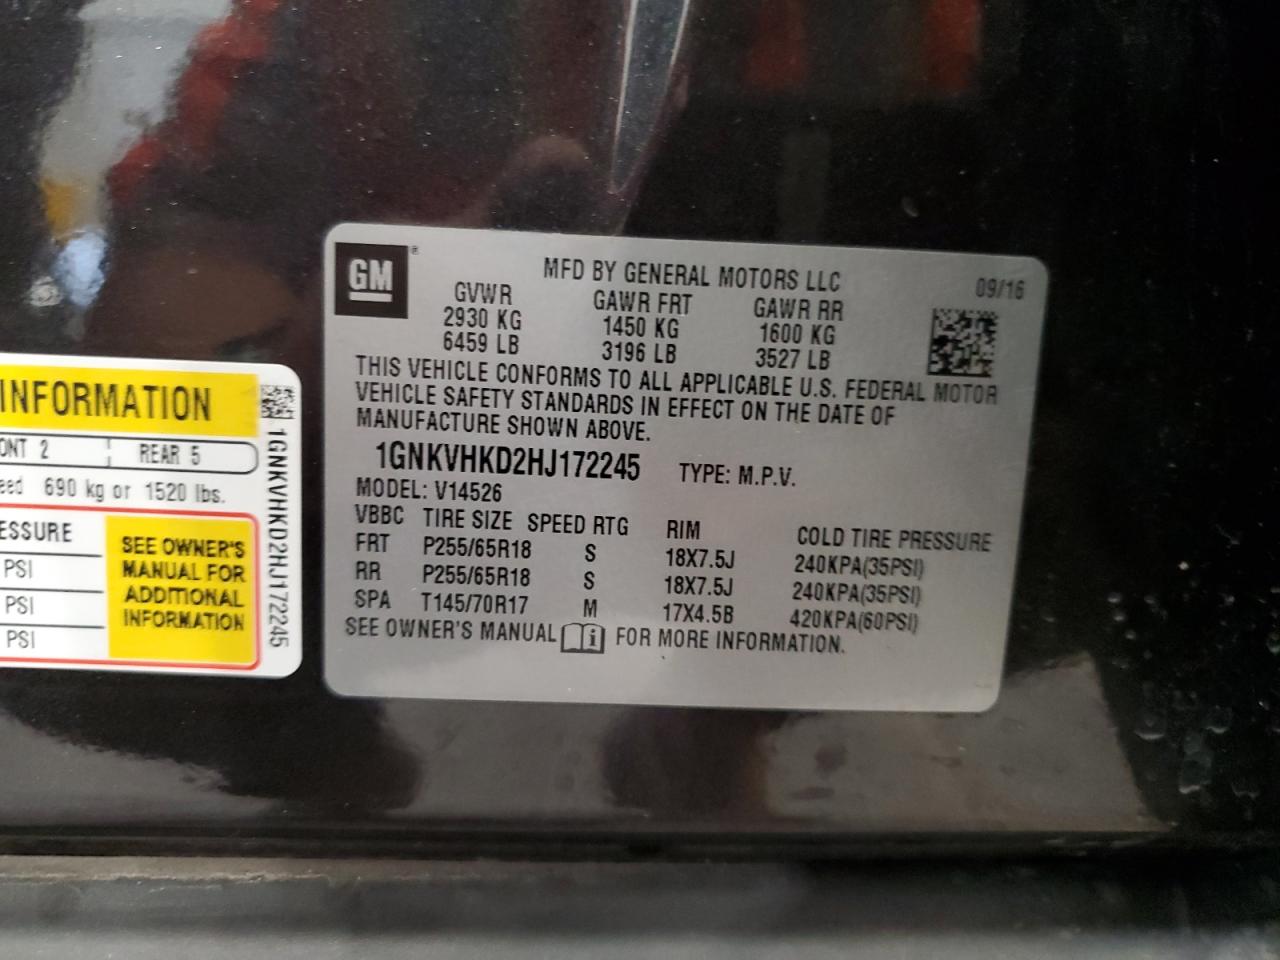 GM ®
MFD BY GENERAL MOTORS LLC
09/16
GVWR GAWR FRT GAWR RR
2930 KG 1450 KG 1600 KG
6459 LB 3196 LB 3527 LB
THIS VEHICLE CONFORMS TO ALL APPLICABLE U.S. FEDERAL MOTOR
VEHICLE SAFETY STANDARDS IN EFFECT ON THE DATE OF
MANUFACTURE SHOWN ABOVE.
1GNKVHKD2HJ172245 TYPE: M.P.V.
MODEL: V14526
VBBC TIRE SIZE SPEED RTG RIM COLD TIRE PRESSURE
FRT P255/65R18 S 18X7.5J 240KPA(35PSI)
RR P255/65R18 S 18X7.5J 240KPA(35PSI)
SPA T145/70R17 M 17X4.5B 420KPA(60PSI)
SEE OWNER'S MANUAL FOR MORE INFORMATION.
INFORMATION
ONT 2 REAR 5
eed 690 kg or 1520 lbs.
ESSURE
PSI
PSI
PSI
SEE OWNER'S
MANUAL FOR
ADDITIONAL
INFORMATION
1GNKVHKD2HJ172245